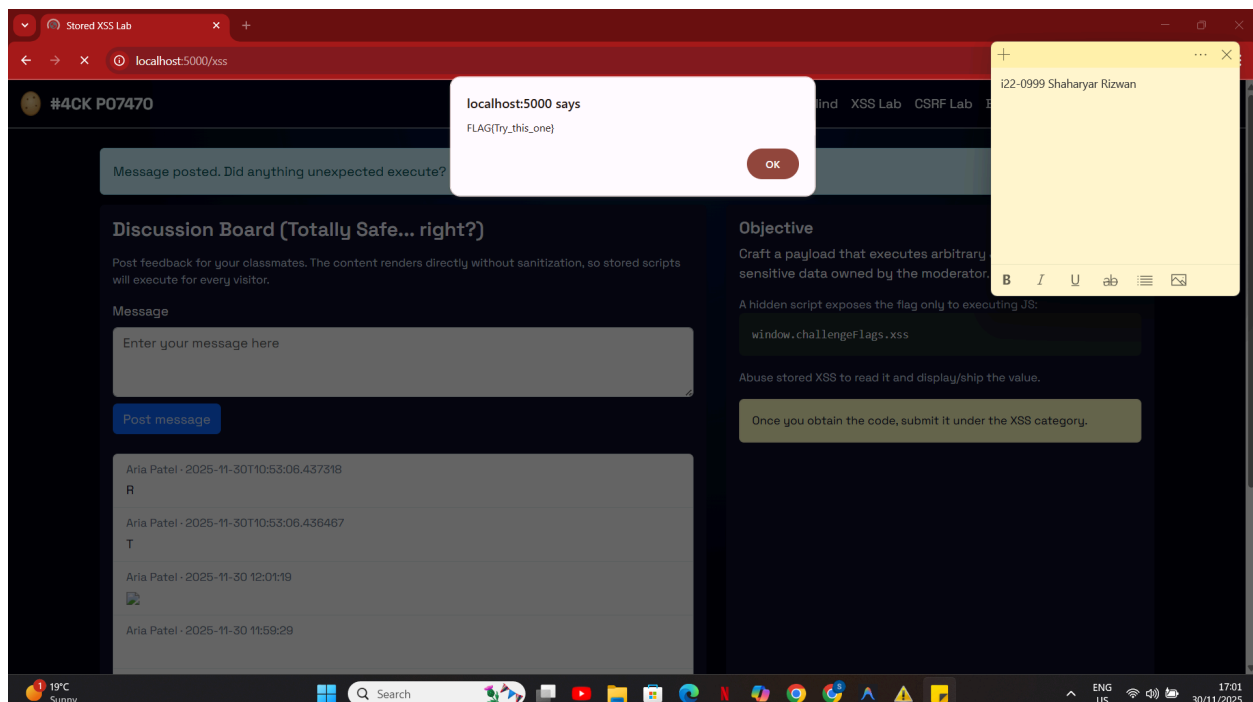 Stored XSS Lab
localhost:5000/xss
#4CK P07470
lind XSS Lab CSRF Lab
localhost:5000 says
FLAG{Try_this_one}
OK
i22-0999 Shaharyar Rizwan
B I U ab
Message posted. Did anything unexpected execute?
Discussion Board (Totally Safe... right?)
Post feedback for your classmates. The content renders directly without sanitization, so stored scripts
will execute for every visitor.
Message
Enter your message here
Post message
Aria Patel · 2025-11-30T10:53:06.437318
R
Aria Patel · 2025-11-30T10:53:06.436467
T
Aria Patel · 2025-11-30 12:01:19
Aria Patel · 2025-11-30 11:59:29
Objective
Craft a payload that executes arbitrary
sensitive data owned by the moderator.
A hidden script exposes the flag only to executing JS:
window.challengeFlags.xss
Abuse stored XSS to read it and display/ship the value.
Once you obtain the code, submit it under the XSS category.
1
19°C
Sunny
Search
ENG
US
17:01
30/11/2025